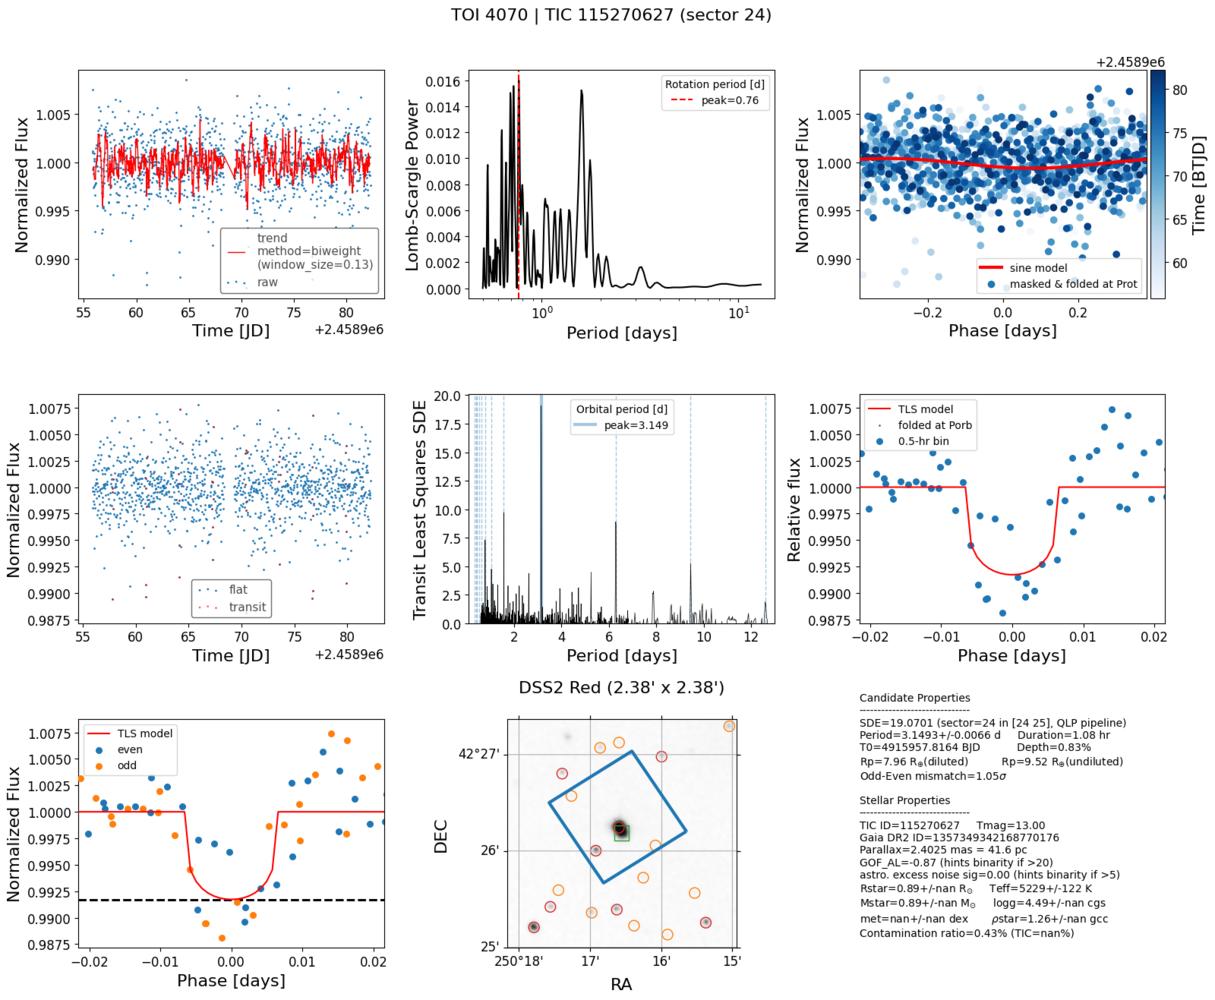 TOI 4070 | TIC 115270627 (sector 24)
Normalized Flux
1.005
1.000
0.995
0.990
trend
method=biweight
(window_size=0.13)
raw
55 60 65 70 75 80
Time [JD]
+2.4589e6
Lomb-Scargle Power
0.016
0.014
0.012
0.010
0.008
0.006
0.004
0.002
0.000
Rotation period [d]
peak=0.76
10⁰ 10¹
Period [days]
Normalized Flux
1.005
1.000
0.995
0.990
sine model
masked & folded at Prot
−0.2 0.0 0.2
Phase [days]
+2.4589e6
80
75
70
65
60
Time [BTJD]
Normalized Flux
1.0075
1.0050
1.0025
1.0000
0.9975
0.9950
0.9925
0.9900
0.9875
flat
transit
55 60 65 70 75 80
Time [JD]
+2.4589e6
Transit Least Squares SDE
20.0
17.5
15.0
12.5
10.0
7.5
5.0
2.5
0.0
Orbital period [d]
peak=3.149
2 4 6 8 10 12
Period [days]
Relative flux
1.0075
1.0050
1.0025
1.0000
0.9975
0.9950
0.9925
0.9900
0.9875
TLS model
folded at Porb
0.5-hr bin
−0.02 −0.01 0.00 0.01 0.02
Phase [days]
Normalized Flux
1.0075
1.0050
1.0025
1.0000
0.9975
0.9950
0.9925
0.9900
0.9875
TLS model
even
odd
−0.02 −0.01 0.00 0.01 0.02
Phase [days]
DSS2 Red (2.38' x 2.38')
DEC
42°27'
26'
25'
250°18' 17' 16' 15'
RA
Candidate Properties
------------------------------
SDE=19.0701 (sector=24 in [24 25], QLP pipeline)
Period=3.1493+/-0.0066 d Duration=1.08 hr
T0=4915957.8164 BJD Depth=0.83%
Rp=7.96 R⊕(diluted) Rp=9.52 R⊕(undiluted)
Odd-Even mismatch=1.05σ
Stellar Properties
------------------------------
TIC ID=115270627 Tmag=13.00
Gaia DR2 ID=1357349342168770176
Parallax=2.4025 mas = 41.6 pc
GOF_AL=-0.87 (hints binarity if >20)
astro. excess noise sig=0.00 (hints binarity if >5)
Rstar=0.89+/-nan R⊙ Teff=5229+/-122 K
Mstar=0.89+/-nan M⊙ logg=4.49+/-nan cgs
met=nan+/-nan dex ρstar=1.26+/-nan gcc
Contamination ratio=0.43% (TIC=nan%)